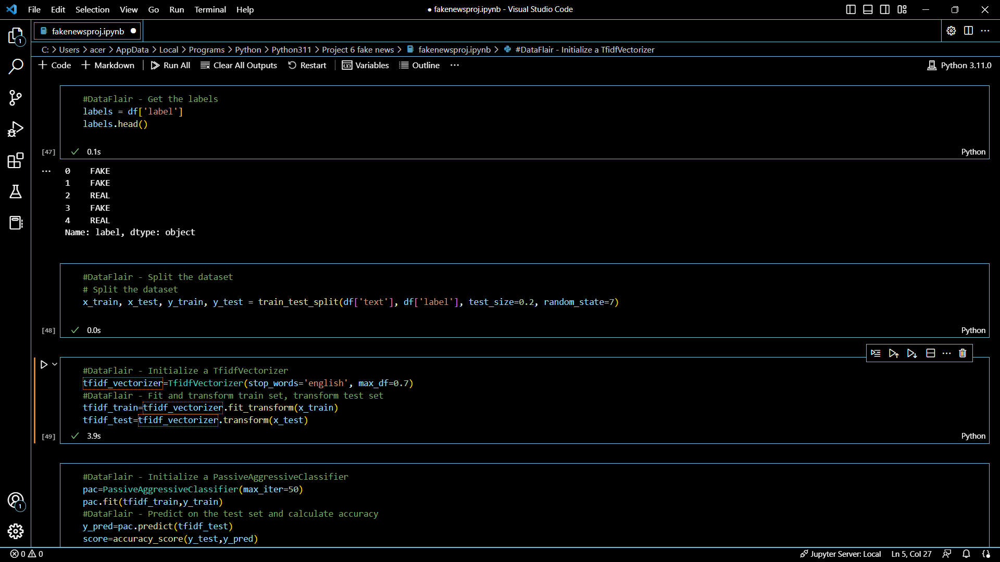 File Edit Selection View Go Run Terminal Help
● fakenewsproj.ipynb - Visual Studio Code
fakenewsproj.ipynb ●
1
C: > Users > acer > AppData > Local > Programs > Python > Python311 > Project 6 fake news > fakenewsproj.ipynb > #DataFlair - Initialize a TfidfVectorizer
+ Code + Markdown | Run All Clear All Outputs Restart | Variables Outline ...
Python 3.11.0
#DataFlair - Get the labels
labels = df['label']
labels.head()
[47] ✓ 0.1s Python
... 0 FAKE
1 FAKE
2 REAL
3 FAKE
4 REAL
Name: label, dtype: object
#DataFlair - Split the dataset
# Split the dataset
x_train, x_test, y_train, y_test = train_test_split(df['text'], df['label'], test_size=0.2, random_state=7)
[48] ✓ 0.0s Python
#DataFlair - Initialize a TfidfVectorizer
tfidf_vectorizer=TfidfVectorizer(stop_words='english', max_df=0.7)
#DataFlair - Fit and transform train set, transform test set
tfidf_train=tfidf_vectorizer.fit_transform(x_train)
tfidf_test=tfidf_vectorizer.transform(x_test)
[49] ✓ 3.9s Python
#DataFlair - Initialize a PassiveAggressiveClassifier
pac=PassiveAggressiveClassifier(max_iter=50)
pac.fit(tfidf_train,y_train)
#DataFlair - Predict on the test set and calculate accuracy
y_pred=pac.predict(tfidf_test)
score=accuracy_score(y_test,y_pred)
1
0 0
Jupyter Server: Local Ln 5, Col 27